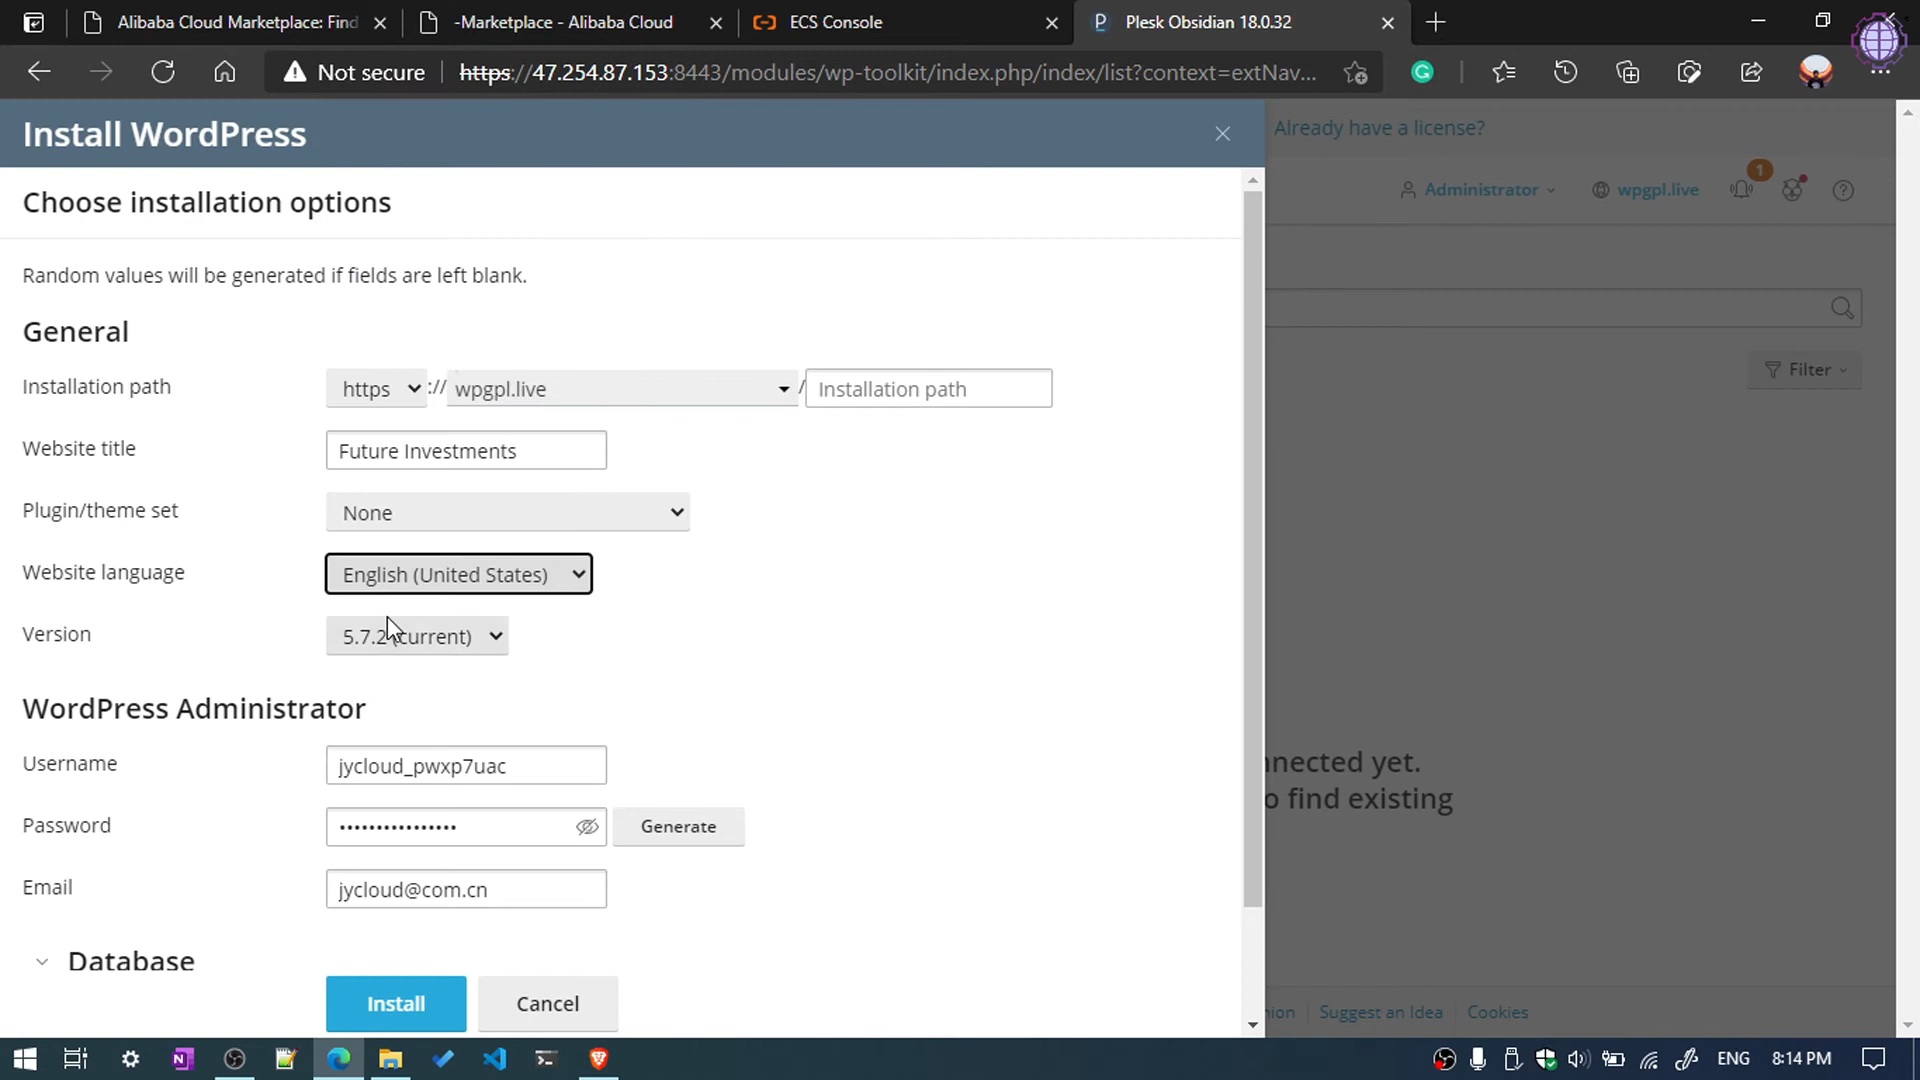 Alibaba Cloud Marketplace: Find
-Marketplace - Alibaba Cloud
ECS Console
Plesk Obsidian 18.0.32
Not secure
https://47.254.87.153:8443/modules/wp-toolkit/index.php/index/list?context=extNav...
Install WordPress
Already have a license?
Choose installation options
Administrator
wpgpl.live
1
Random values will be generated if fields are left blank.
General
Installation path
https
://
wpgpl.live
/
Installation path
Filter
Website title
Future Investments
Plugin/theme set
None
Website language
English (United States)
Version
5.7.2 (current)
WordPress Administrator
Username
jycloud_pwxp7uac
nnected yet.
o find existing
Password
••••••••••••••••
Generate
Email
jycloud@com.cn
Database
Install
Cancel
nion
Suggest an Idea
Cookies
ENG
8:14 PM